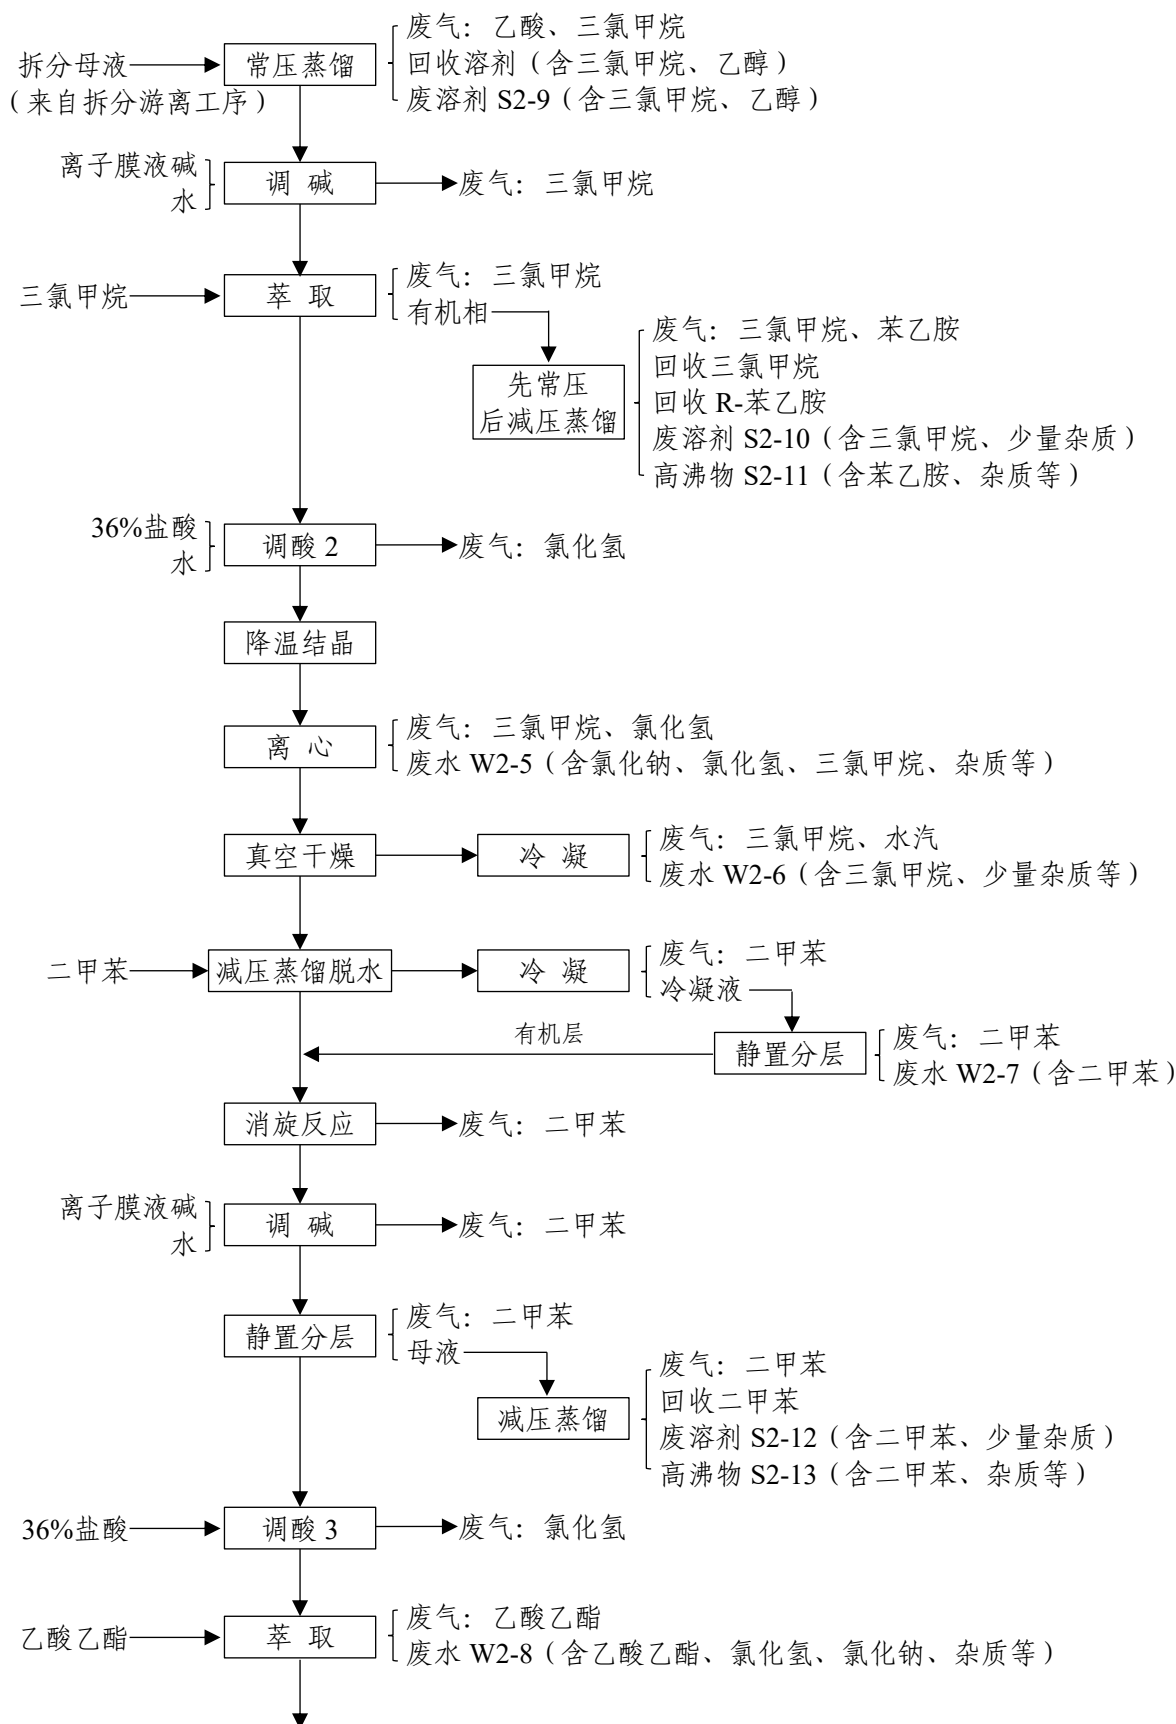 废气：乙酸、三氯甲烷
拆分母液
常压蒸馏
回收溶剂（含三氯甲烷、乙醇）
（来自拆分游离工序）
废溶剂 S2-9（含三氯甲烷、乙醇）
离子膜液碱
水
调 碱
废气：三氯甲烷
三氯甲烷
萃 取
废气：三氯甲烷
有机相
先常压
后减压蒸馏
废气：三氯甲烷、苯乙胺
回收三氯甲烷
回收 R-苯乙胺
废溶剂 S2-10（含三氯甲烷、少量杂质）
高沸物 S2-11（含苯乙胺、杂质等）
36%盐酸
水
调酸 2
废气：氯化氢
降温结晶
离 心
废气：三氯甲烷、氯化氢
废水 W2-5（含氯化钠、氯化氢、三氯甲烷、杂质等）
真空干燥
冷 凝
废气：三氯甲烷、水汽
废水 W2-6（含三氯甲烷、少量杂质等）
二甲苯
减压蒸馏脱水
冷 凝
废气：二甲苯
冷凝液
有机层
静置分层
废气：二甲苯
废水 W2-7（含二甲苯）
消旋反应
废气：二甲苯
离子膜液碱
水
调 碱
废气：二甲苯
静置分层
废气：二甲苯
母液
减压蒸馏
废气：二甲苯
回收二甲苯
废溶剂 S2-12（含二甲苯、少量杂质）
高沸物 S2-13（含二甲苯、杂质等）
36%盐酸
调酸 3
废气：氯化氢
乙酸乙酯
萃 取
废气：乙酸乙酯
废水 W2-8（含乙酸乙酯、氯化氢、氯化钠、杂质等）